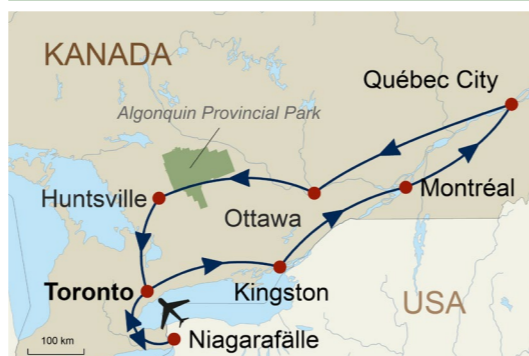 KANADA
Québec City
Algonquin Provincial Park
Huntsville
Ottawa
Montréal
Toronto
Kingston
USA
100 km
Niagarafälle